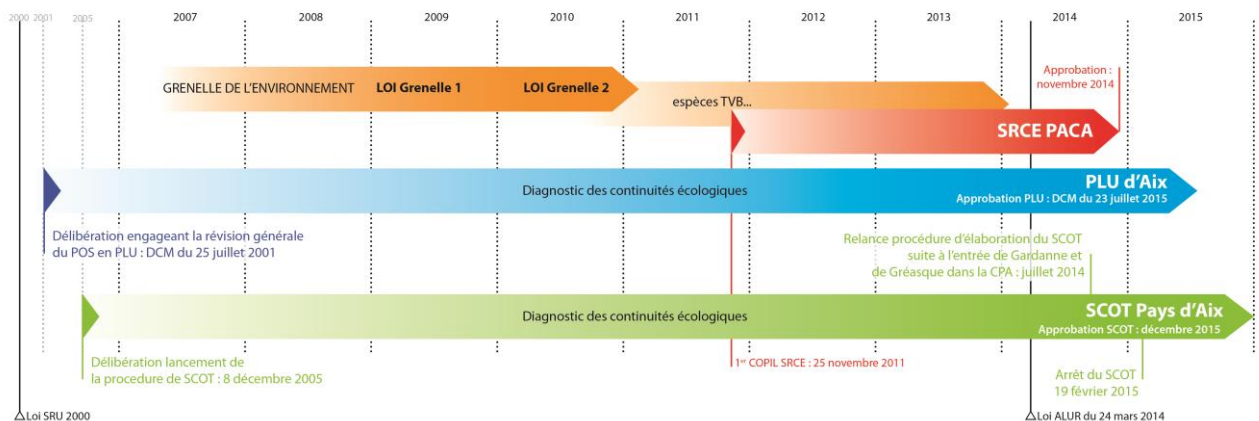 2000 2001 2005 2007 2008 2009 2010 2011 2012 2013 2014 2015
GRENELLE DE L'ENVIRONNEMENT LOI Grenelle 1 LOI Grenelle 2
espèces TVB...
Approbation :
novembre 2014
SRCE PACA
Diagnostic des continuités écologiques
PLU d'Aix
Approbation PLU : DCM du 23 juillet 2015
Délibération engageant la révision générale
du POS en PLU : DCM du 25 juillet 2001
Relance procédure d'élaboration du SCOT
suite à l'entrée de Gardanne et
de Gréasque dans la CPA : juillet 2014
Diagnostic des continuités écologiques
SCOT Pays d'Aix
Approbation SCOT : décembre 2015
Délibération lancement de
la procedure de SCOT : 8 décembre 2005
1er COPIL SRCE : 25 novembre 2011
Arrêt du SCOT
19 février 2015
Loi SRU 2000
Loi ALUR du 24 mars 2014